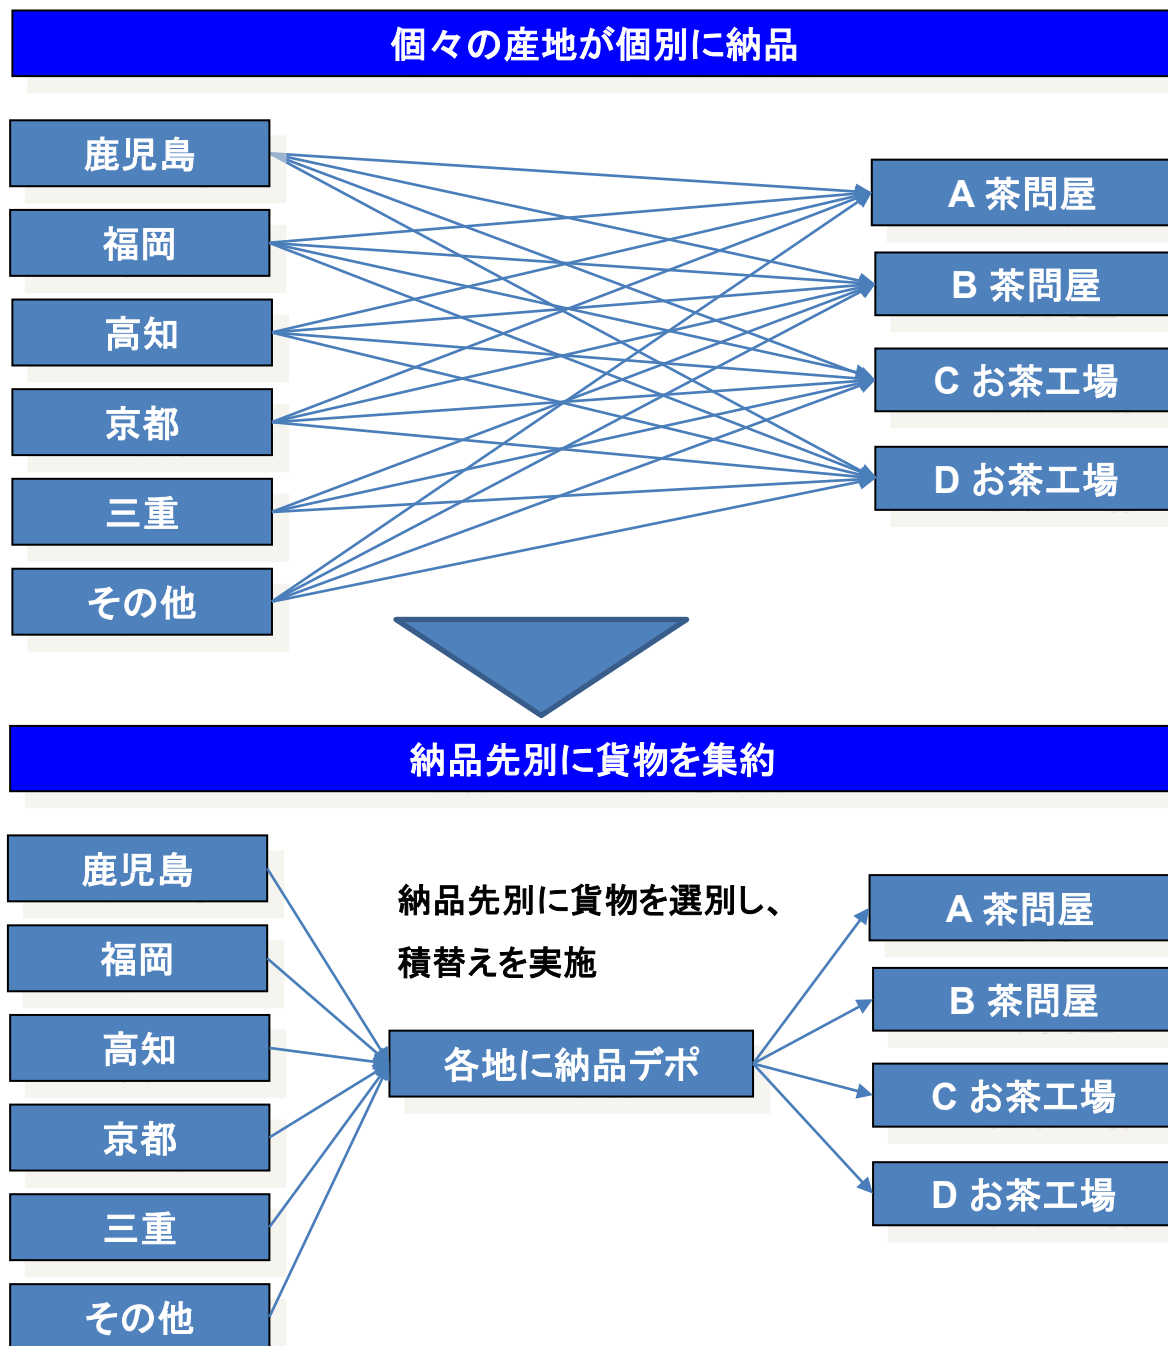 個々の産地が個別に納品
鹿児島
福岡
高知
京都
三重
その他
A 茶問屋
B 茶問屋
C お茶工場
D お茶工場
納品先別に貨物を集約
鹿児島
福岡
高知
京都
三重
その他
納品先別に貨物を選別し、
積替えを実施
各地に納品デポ
A 茶問屋
B 茶問屋
C お茶工場
D お茶工場